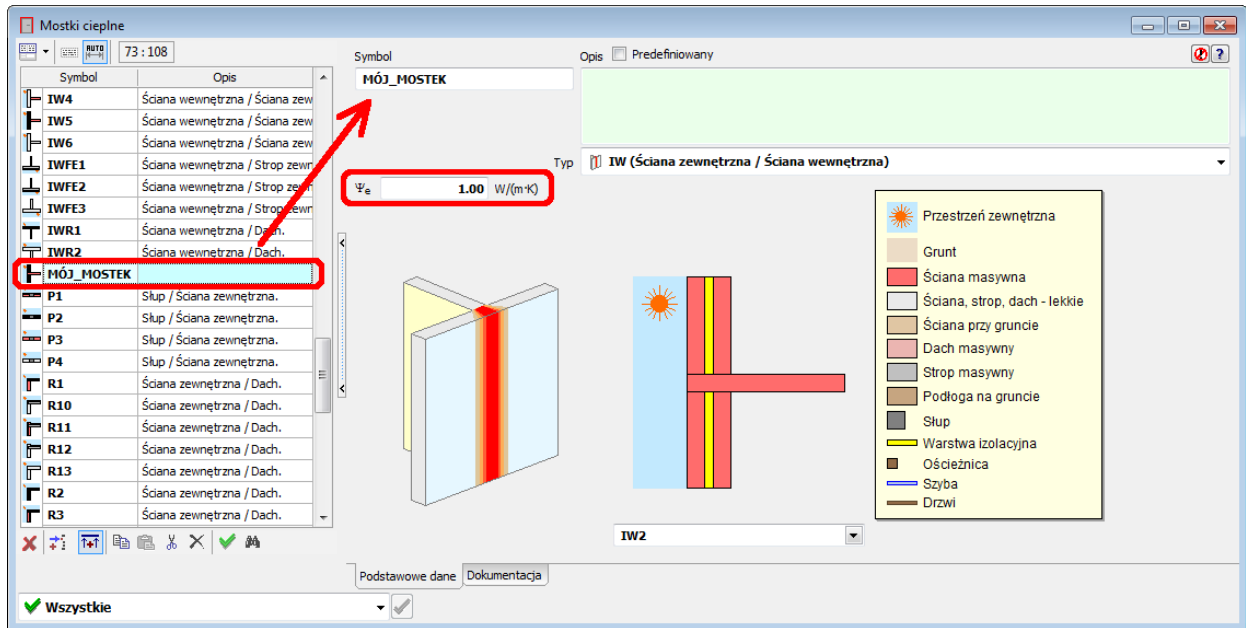 Mostki cieplne
AUTO 73 : 108
Symbol Opis
IW4 Ściana wewnętrzna / Ściana zew
IW5 Ściana wewnętrzna / Ściana zew
IW6 Ściana wewnętrzna / Ściana zew
IWFE1 Ściana wewnętrzna / Strop zewn
IWFE2 Ściana wewnętrzna / Strop zewn
IWFE3 Ściana wewnętrzna / Strop zewn
IWR1 Ściana wewnętrzna / Dach.
IWR2 Ściana wewnętrzna / Dach.
MÓJ_MOSTEK
P1 Słup / Ściana zewnętrzna.
P2 Słup / Ściana zewnętrzna.
P3 Słup / Ściana zewnętrzna.
P4 Słup / Ściana zewnętrzna.
R1 Ściana zewnętrzna / Dach.
R10 Ściana zewnętrzna / Dach.
R11 Ściana zewnętrzna / Dach.
R12 Ściana zewnętrzna / Dach.
R13 Ściana zewnętrzna / Dach.
R2 Ściana zewnętrzna / Dach.
R3 Ściana zewnętrzna / Dach.
Wszystkie
Symbol
MÓJ_MOSTEK
Opis Predefiniowany
Typ IW (Ściana zewnętrzna / Ściana wewnętrzna)
Ψe 1.00 W/(m·K)
Przestrzeń zewnętrzna
Grunt
Ściana masywna
Ściana, strop, dach - lekkie
Ściana przy gruncie
Dach masywny
Strop masywny
Podłoga na gruncie
Słup
Warstwa izolacyjna
Ościeżnica
Szyba
Drzwi
IW2
Podstawowe dane Dokumentacja